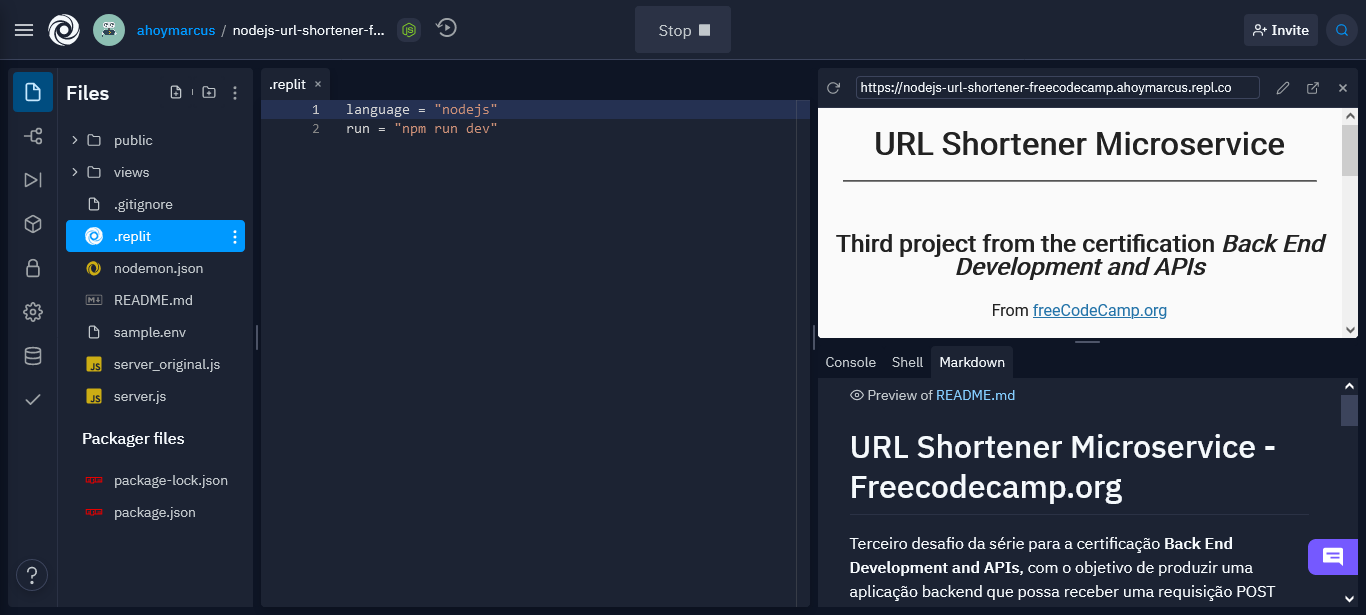 ahoymarcus / nodejs-url-shortener-f...
Stop
Invite
Files
public
views
.gitignore
.replit
nodemon.json
README.md
sample.env
server_original.js
server.js
Packager files
package-lock.json
package.json
.replit ×
1 language = "nodejs"
2 run = "npm run dev"
https://nodejs-url-shortener-freecodecamp.ahoymarcus.repl.co
URL Shortener Microservice
Third project from the certification Back End
Development and APIs
From freeCodeCamp.org
Console Shell Markdown
Preview of README.md
URL Shortener Microservice -
Freecodecamp.org
Terceiro desafio da série para a certificação Back End
Development and APIs, com o objetivo de produzir uma
aplicação backend que possa receber uma requisição POST